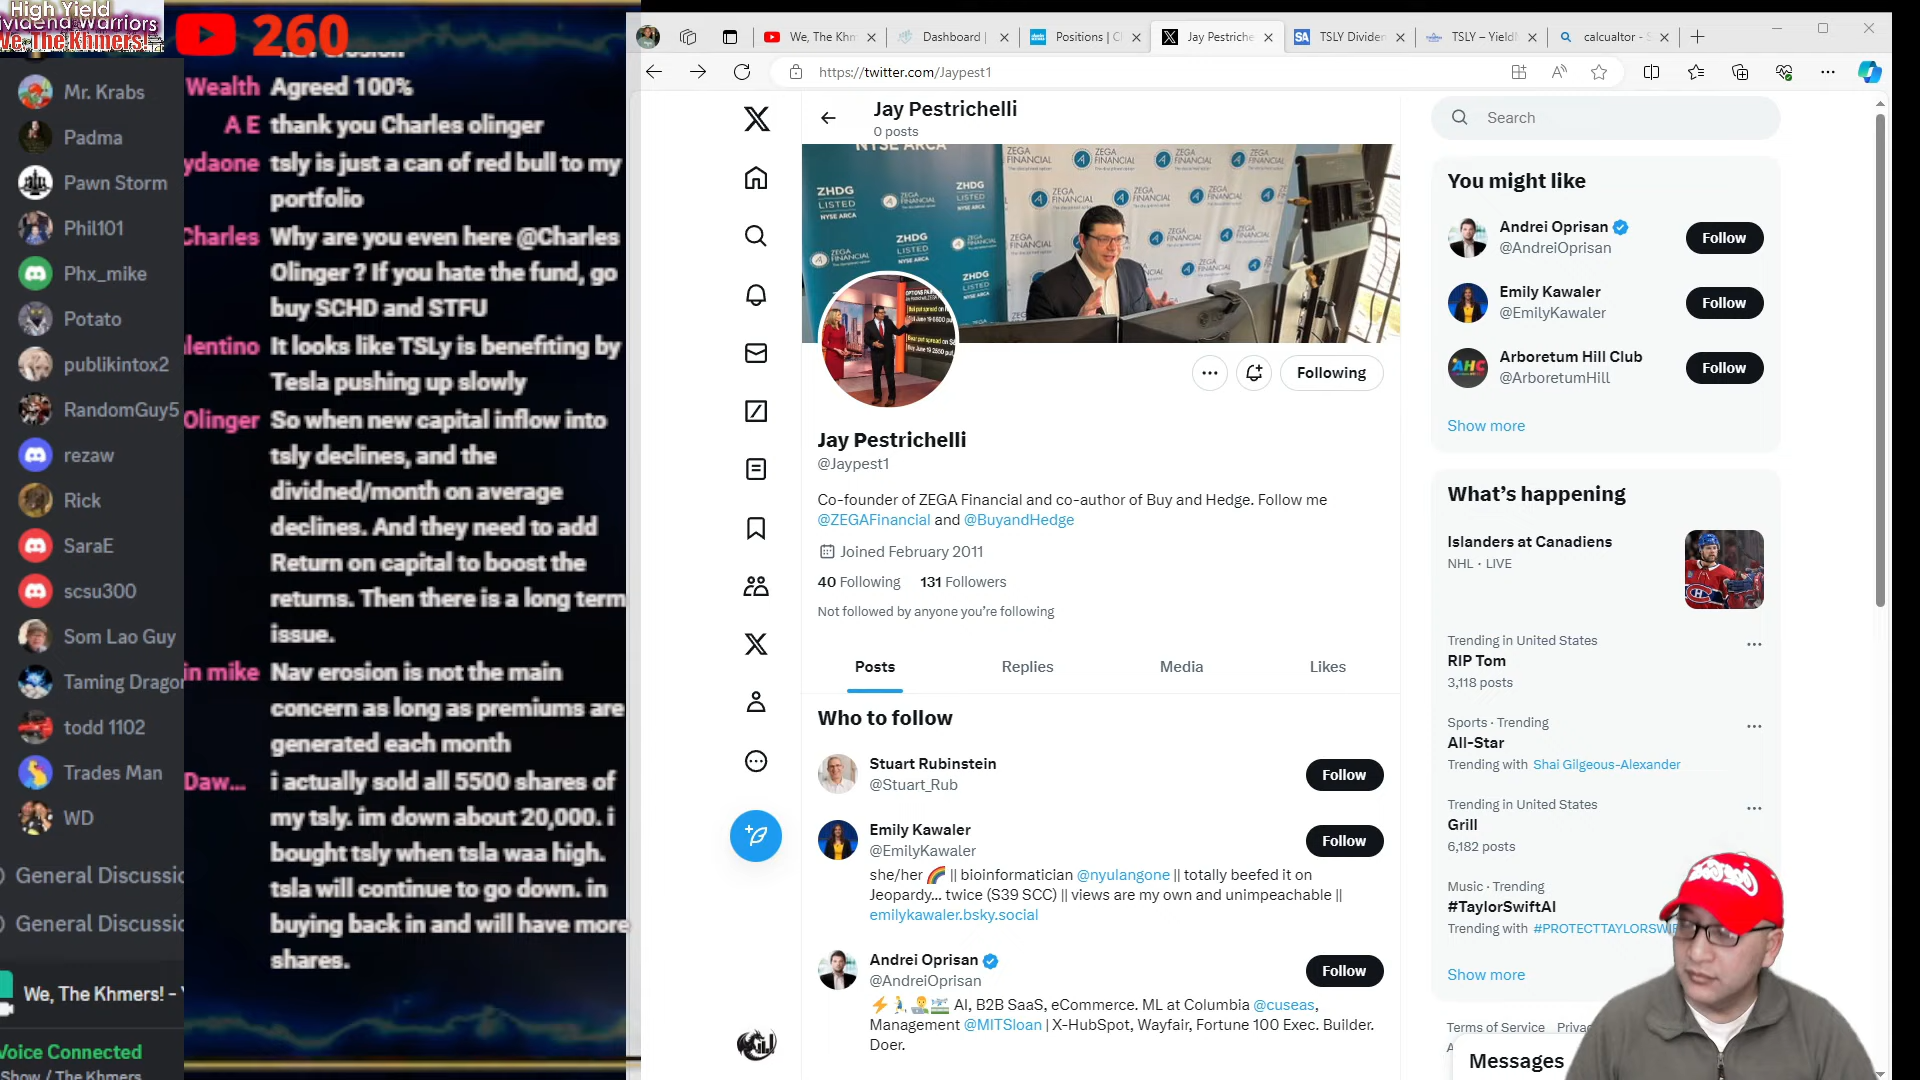 High Yield
Dividend Warriors
We, The Khmers!
260
Mr. Krabs
Padma
Pawn Storm
Phil101
Phx_mike
Potato
publikintox2
RandomGuy5
rezaw
Rick
SaraE
scsu300
Som Lao Guy
Taming Dragon
todd 1102
Trades Man
WD
General Discussic
General Discussic
We, The Khmers! -
Voice Connected
Show / The Khmers
Wealth Agreed 100%
A E thank you Charles olinger
ydaone tsly is just a can of red bull to my
portfolio
Charles Why are you even here @Charles
Olinger ? If you hate the fund, go
buy SCHD and STFU
lentino It looks like TSLy is benefiting by
Tesla pushing up slowly
Olinger So when new capital inflow into
tsly declines, and the
dividned/month on average
declines. And they need to add
Return on capital to boost the
returns. Then there is a long term
issue.
in mike Nav erosion is not the main
concern as long as premiums are
generated each month
Daw... i actually sold all 5500 shares of
my tsly. im down about 20,000. i
bought tsly when tsla waa high.
tsla will continue to go down. in
buying back in and will have more
shares.
We, The Khm
Dashboard |
Positions | C
Jay Pestriche
TSLY Dividen
TSLY – Yield
calcualtor - S
https://twitter.com/Jaypest1
Jay Pestrichelli
0 posts
NYSE ARCA
ZHDG
LISTED
NYSE ARCA
ZEGA
FINANCIAL
Following
Jay Pestrichelli
@Jaypest1
Co-founder of ZEGA Financial and co-author of Buy and Hedge. Follow me
@ZEGAFinancial and @BuyandHedge
Joined February 2011
40 Following 131 Followers
Not followed by anyone you're following
Posts Replies Media Likes
Who to follow
Stuart Rubinstein
@Stuart_Rub
Follow
Emily Kawaler
@EmilyKawaler
Follow
she/her 🌈 || bioinformatician @nyulangone || totally beefed it on
Jeopardy... twice (S39 SCC) || views are my own and unimpeachable ||
emilykawaler.bsky.social
Andrei Oprisan
@AndreiOprisan
Follow
AI, B2B SaaS, eCommerce. ML at Columbia @cuseas,
Management @MITSloan | X-HubSpot, Wayfair, Fortune 100 Exec. Builder.
Doer.
Search
You might like
Andrei Oprisan
@AndreiOprisan
Follow
Emily Kawaler
@EmilyKawaler
Follow
Arboretum Hill Club
@ArboretumHill
Follow
Show more
What's happening
Islanders at Canadiens
NHL · LIVE
Trending in United States
RIP Tom
3,118 posts
Sports · Trending
All-Star
Trending with Shai Gilgeous-Alexander
Trending in United States
Grill
6,182 posts
Music · Trending
#TaylorSwiftAI
Trending with #PROTECTTAYLORSWIF
Show more
Terms of Service Privac
Messages